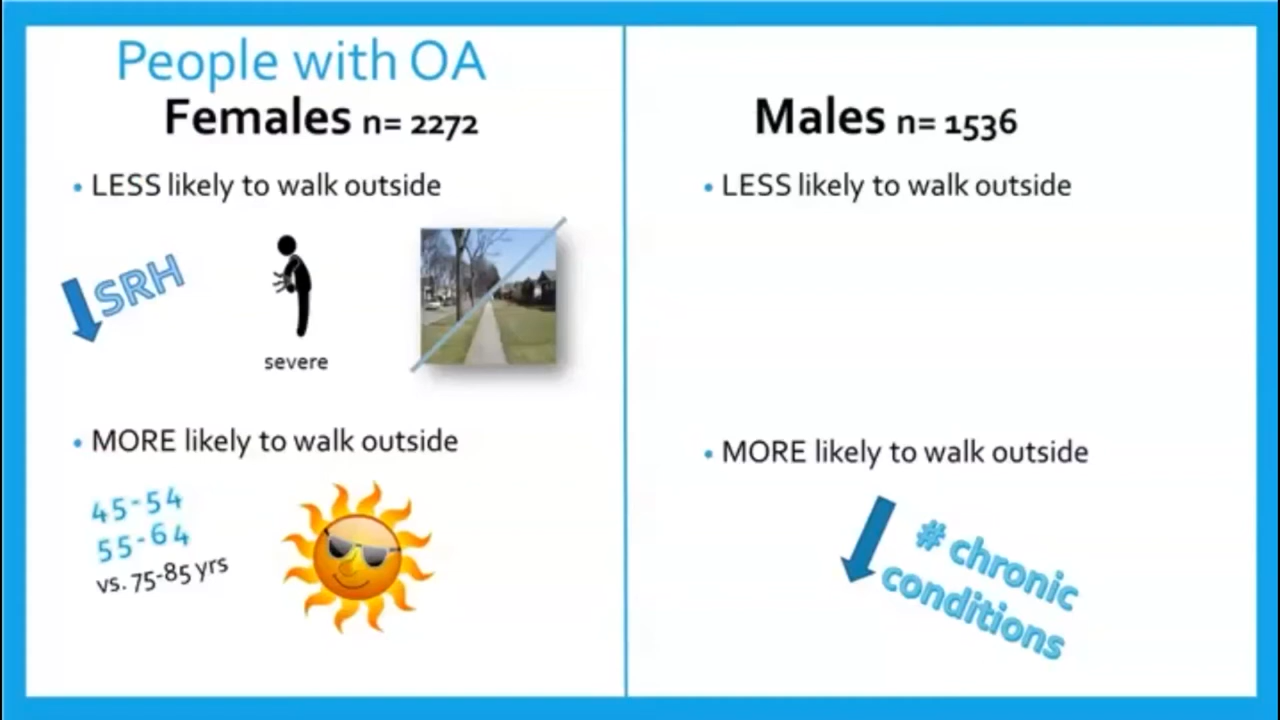 People with OA
Females n= 2272
• LESS likely to walk outside
SRH
severe
• MORE likely to walk outside
45-54
55-64
vs. 75-85 yrs
Males n= 1536
• LESS likely to walk outside
• MORE likely to walk outside
# chronic
conditions